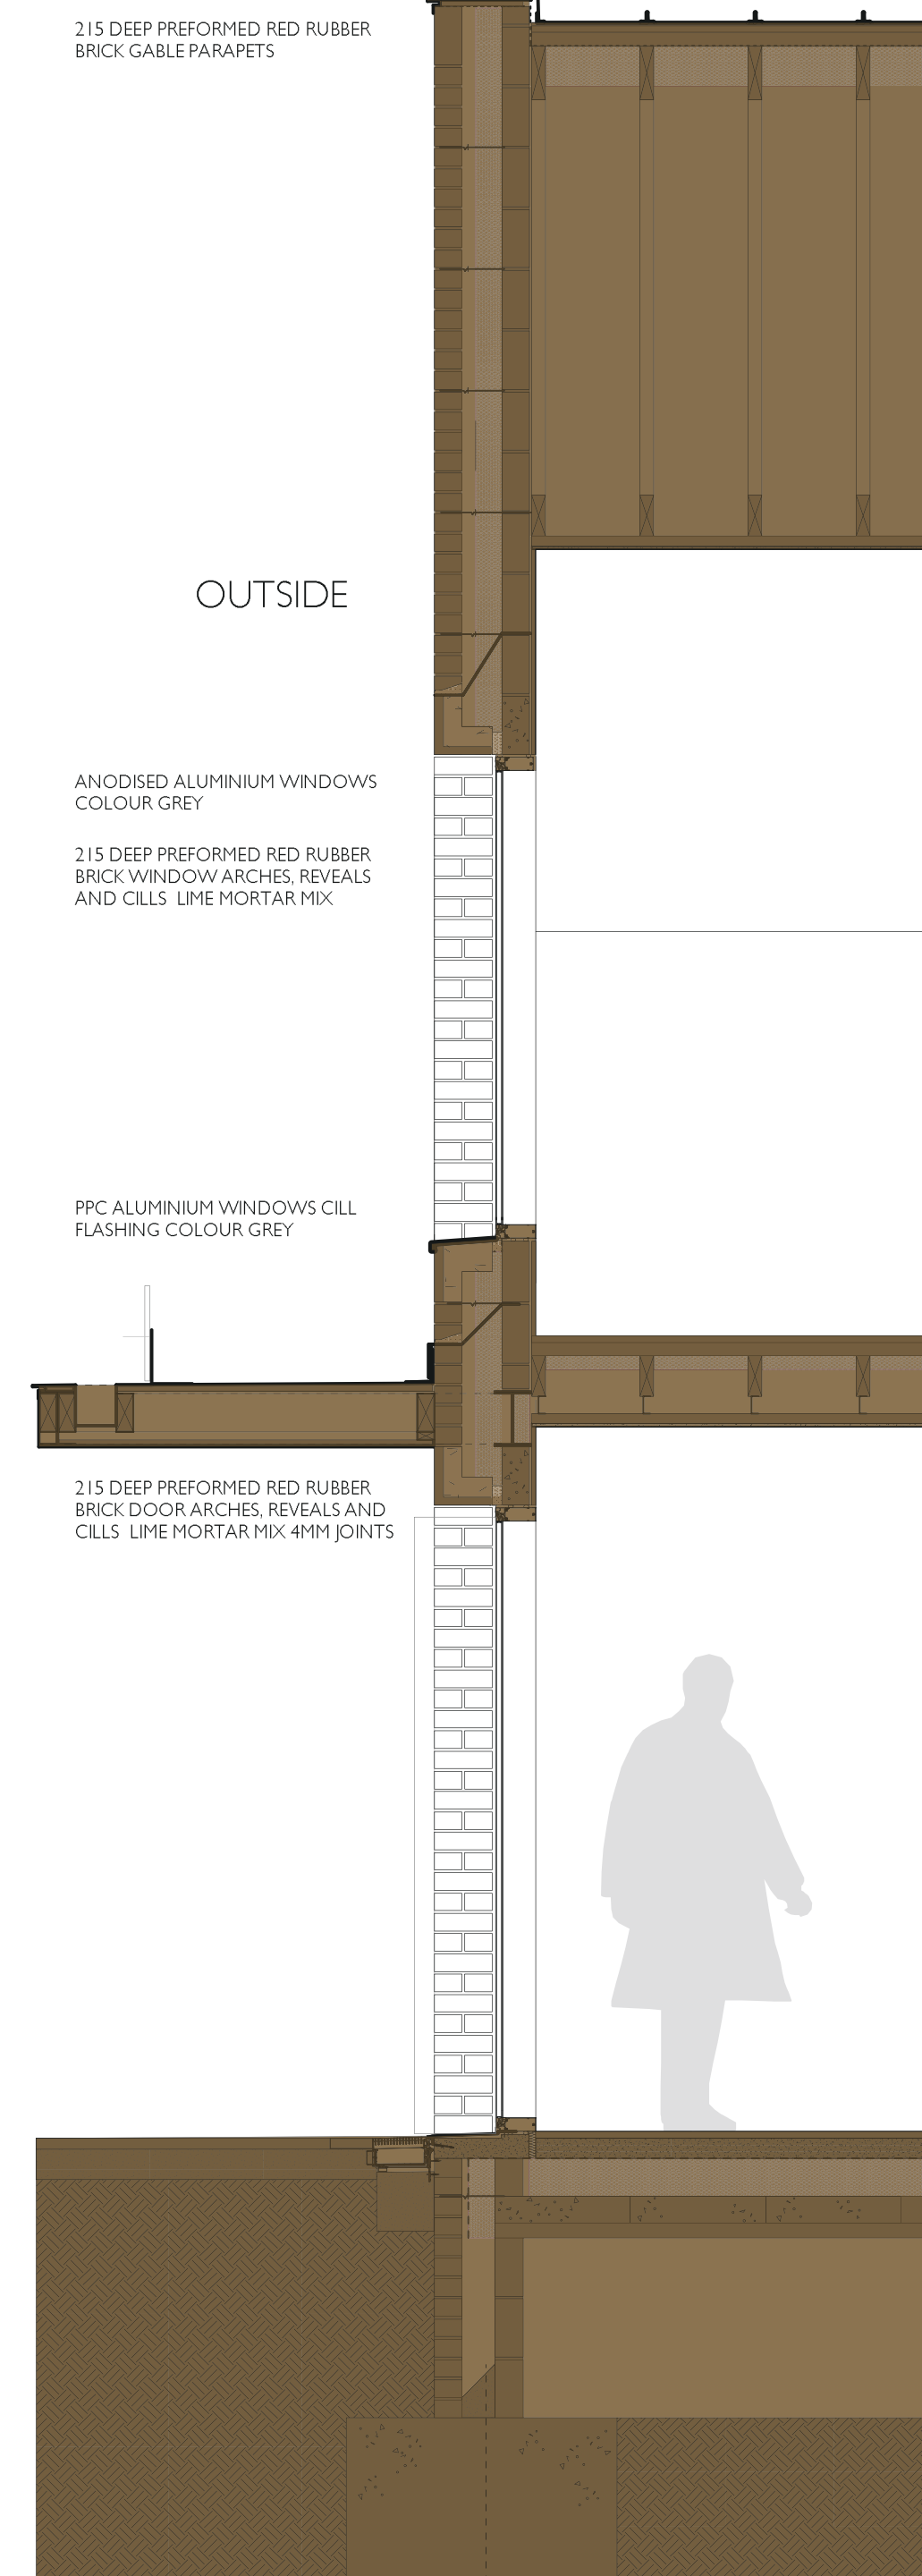 215 DEEP PREFORMED RED RUBBER
BRICK GABLE PARAPETS
OUTSIDE
ANODISED ALUMINIUM WINDOWS
COLOUR GREY
215 DEEP PREFORMED RED RUBBER
BRICK WINDOW ARCHES, REVEALS
AND CILLS  LIME MORTAR MIX
PPC ALUMINIUM WINDOWS CILL
FLASHING COLOUR GREY
215 DEEP PREFORMED RED RUBBER
BRICK DOOR ARCHES, REVEALS AND
CILLS  LIME MORTAR MIX 4MM JOINTS